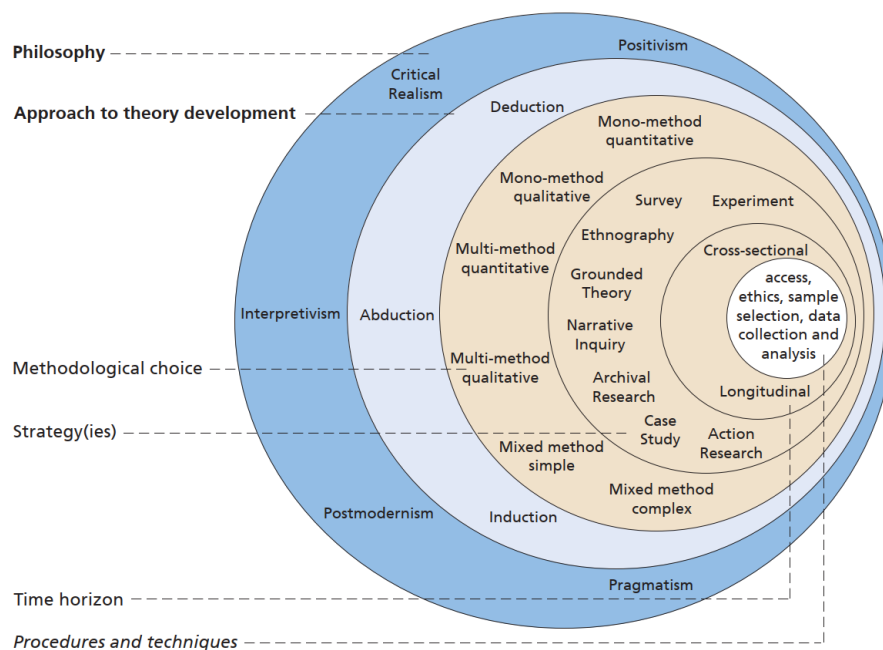 Philosophy
Positivism
Critical
Realism
Approach to theory development
Deduction
Mono-method
quantitative
Mono-method
qualitative
Survey
Experiment
Ethnography
Multi-method
quantitative
Cross-sectional
Grounded
Theory
access,
ethics, sample
selection, data
collection and
analysis
Interpretivism
Abduction
Narrative
Inquiry
Methodological choice
Multi-method
qualitative
Archival
Research
Longitudinal
Strategy(ies)
Case
Study
Action
Research
Mixed method
simple
Mixed method
complex
Postmodernism
Induction
Pragmatism
Time horizon
Procedures and techniques